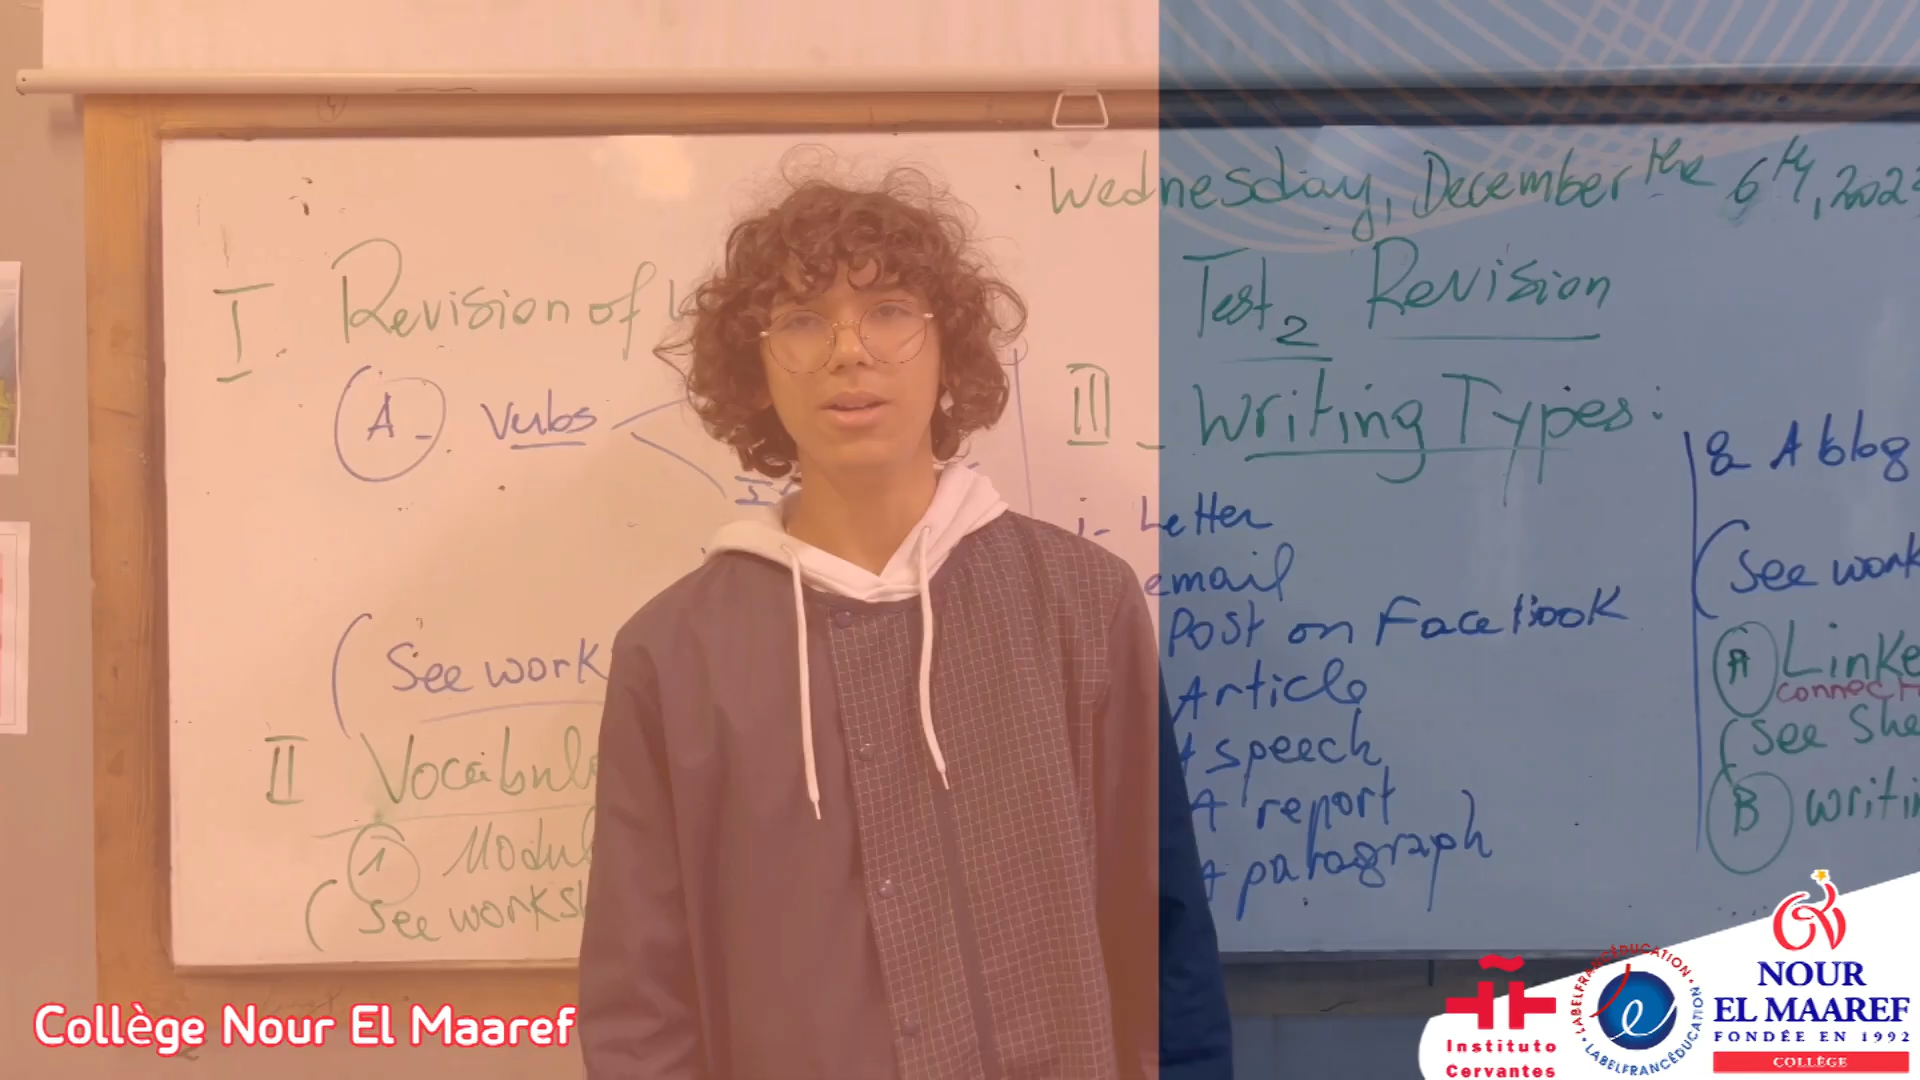 Wednesday, December the 6th, 202
Test 2 Revision
I Revision of
A- Verbs
(See work
II Vocabul
1 Modul
(See worksh
III - Writing Types:
i- Letter
email
Post on FaceBook
Article
A speech
A report
A paragraph
& A blog
(See work
A Linke
connect
(See She
B writi
Collège Nour El Maaref
Instituto
Cervantes
LABELFRANCÉDUCATION
LABELFRANCÉDUCATION
NOUR
EL MAAREF
FONDÉE EN 1992
COLLÈGE